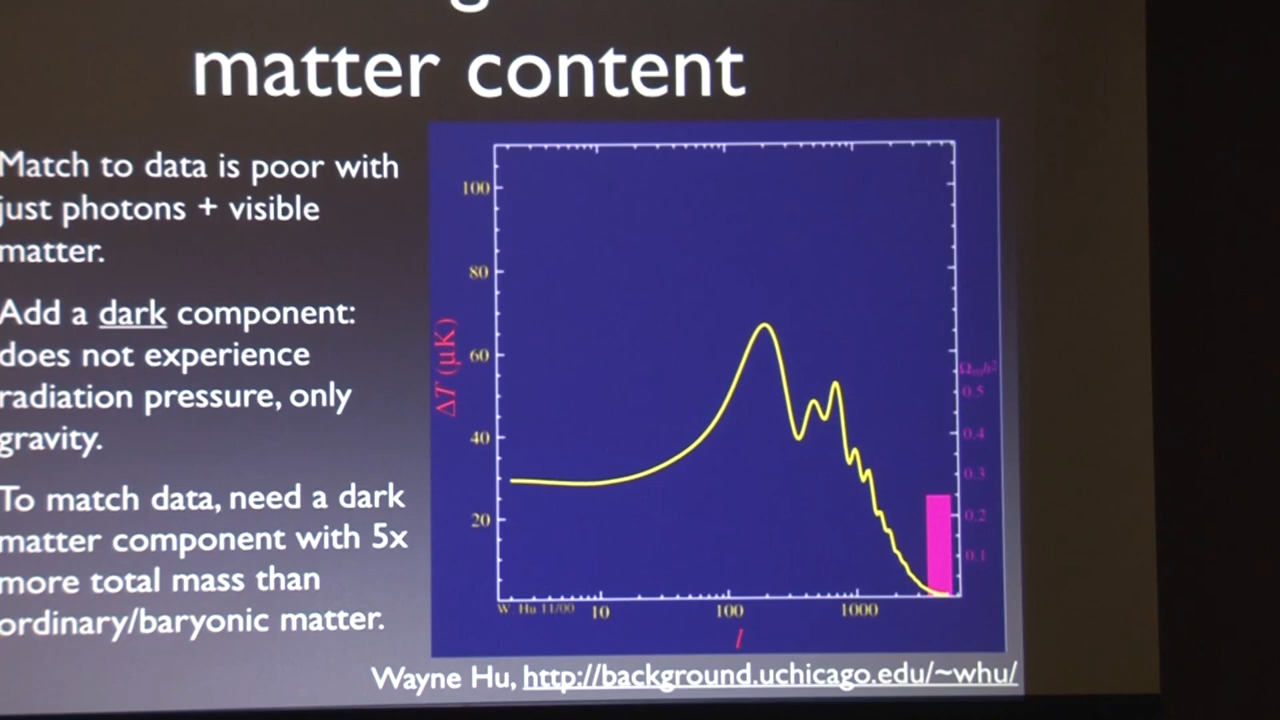 matter content
Match to data is poor with
just photons + visible
matter.
Add a dark component:
does not experience
radiation pressure, only
gravity.
To match data, need a dark
matter component with 5x
more total mass than
ordinary/baryonic matter.
100
80
60
40
20
ΔT (μK)
Ωₘh²
0.5
0.4
0.3
0.2
0.1
W. Hu 11/00
10
100
1000
l
Wayne Hu, http://background.uchicago.edu/~whu/